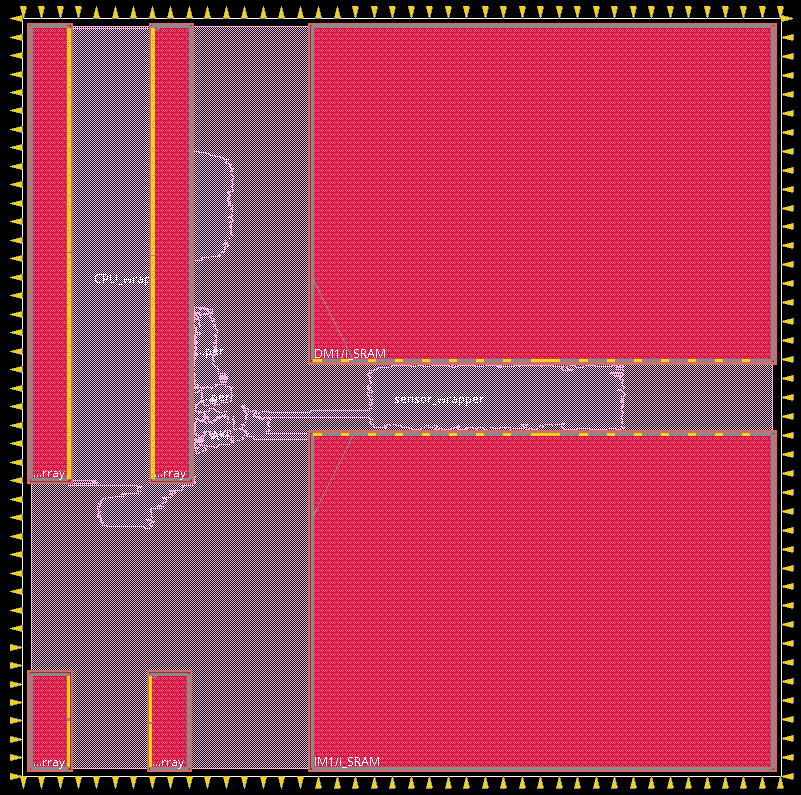 DM1/i_SRAM
sensor_wrapper
...rray
...rray
...rray
...rray
IM1/i_SRAM